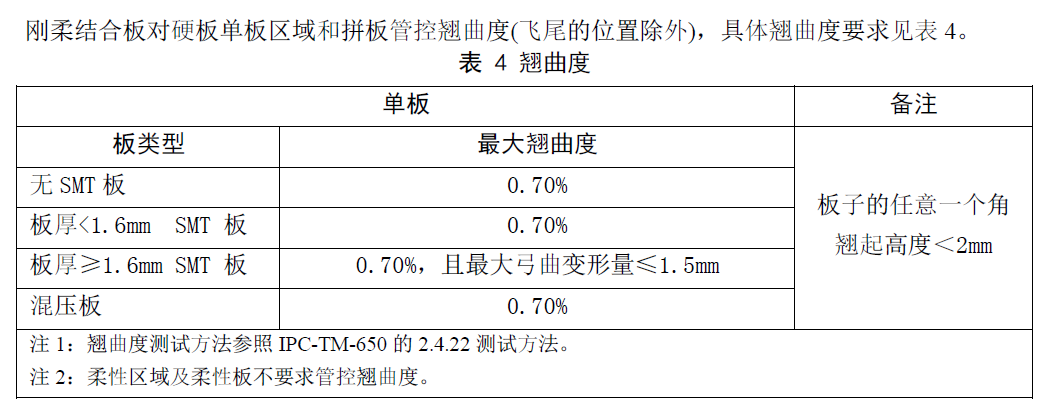 刚柔结合板对硬板单板区域和拼板管控翘曲度(飞尾的位置除外)，具体翘曲度要求见表 4。
表 4 翘曲度
单板 备注
板类型 最大翘曲度
无 SMT 板 0.70%
板厚<1.6mm SMT 板 0.70%
板厚≥1.6mm SMT 板 0.70%，且最大弓曲变形量≤1.5mm
混压板 0.70%
板子的任意一个角
翘起高度＜2mm
注 1：翘曲度测试方法参照 IPC-TM-650 的 2.4.22 测试方法。
注 2：柔性区域及柔性板不要求管控翘曲度。